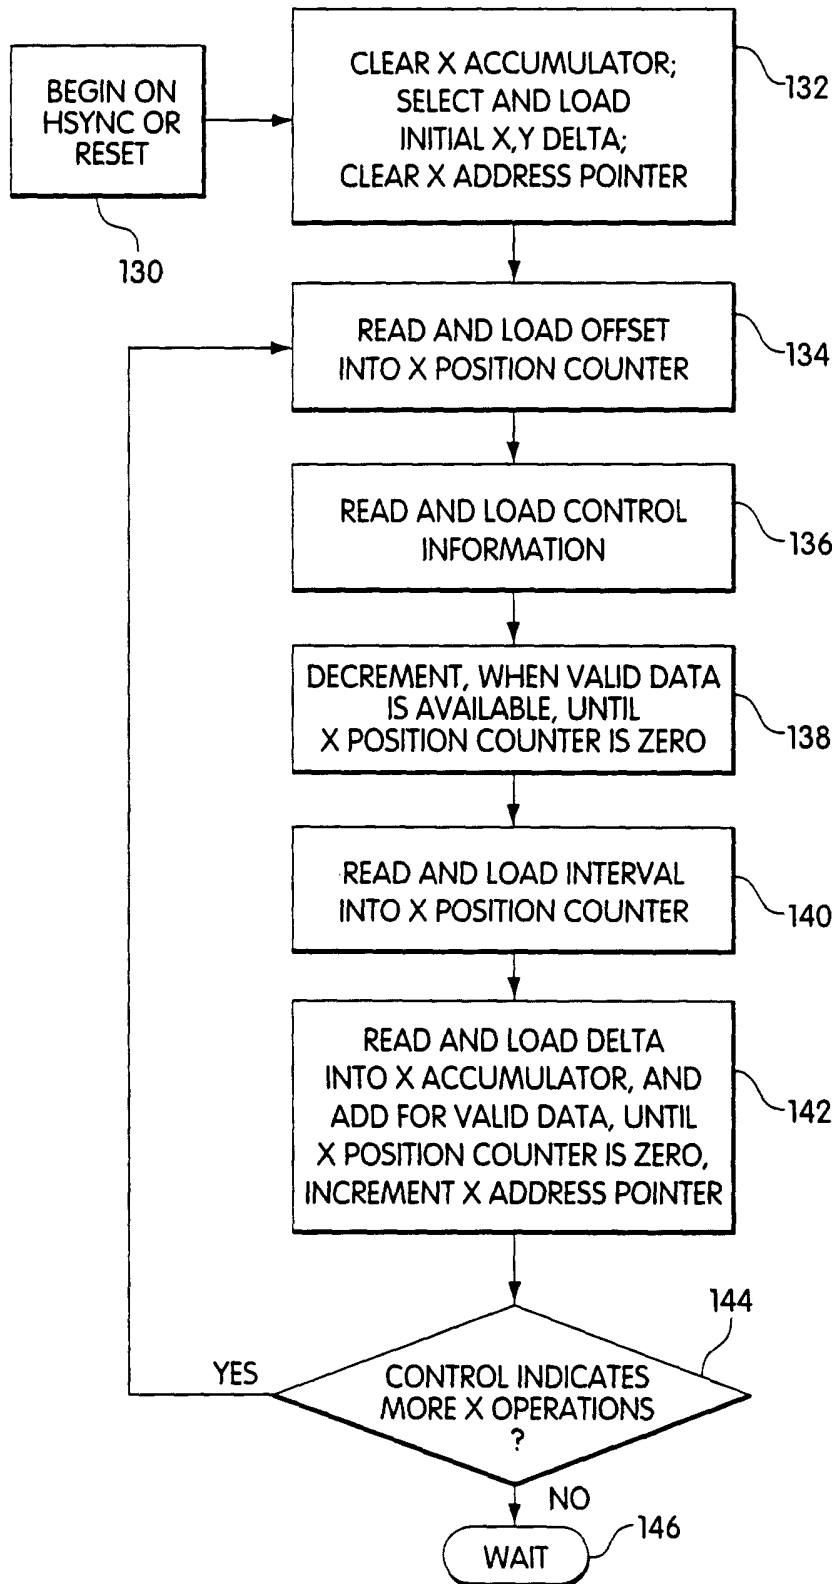 BEGIN ON
HSYNC OR
RESET
130
CLEAR X ACCUMULATOR;
SELECT AND LOAD
INITIAL X,Y DELTA;
CLEAR X ADDRESS POINTER
132
READ AND LOAD OFFSET
INTO X POSITION COUNTER
134
READ AND LOAD CONTROL
INFORMATION
136
DECREMENT, WHEN VALID DATA
IS AVAILABLE, UNTIL
X POSITION COUNTER IS ZERO
138
READ AND LOAD INTERVAL
INTO X POSITION COUNTER
140
READ AND LOAD DELTA
INTO X ACCUMULATOR, AND
ADD FOR VALID DATA, UNTIL
X POSITION COUNTER IS ZERO,
INCREMENT X ADDRESS POINTER
142
144
YES
CONTROL INDICATES
MORE X OPERATIONS
?
NO
WAIT
146